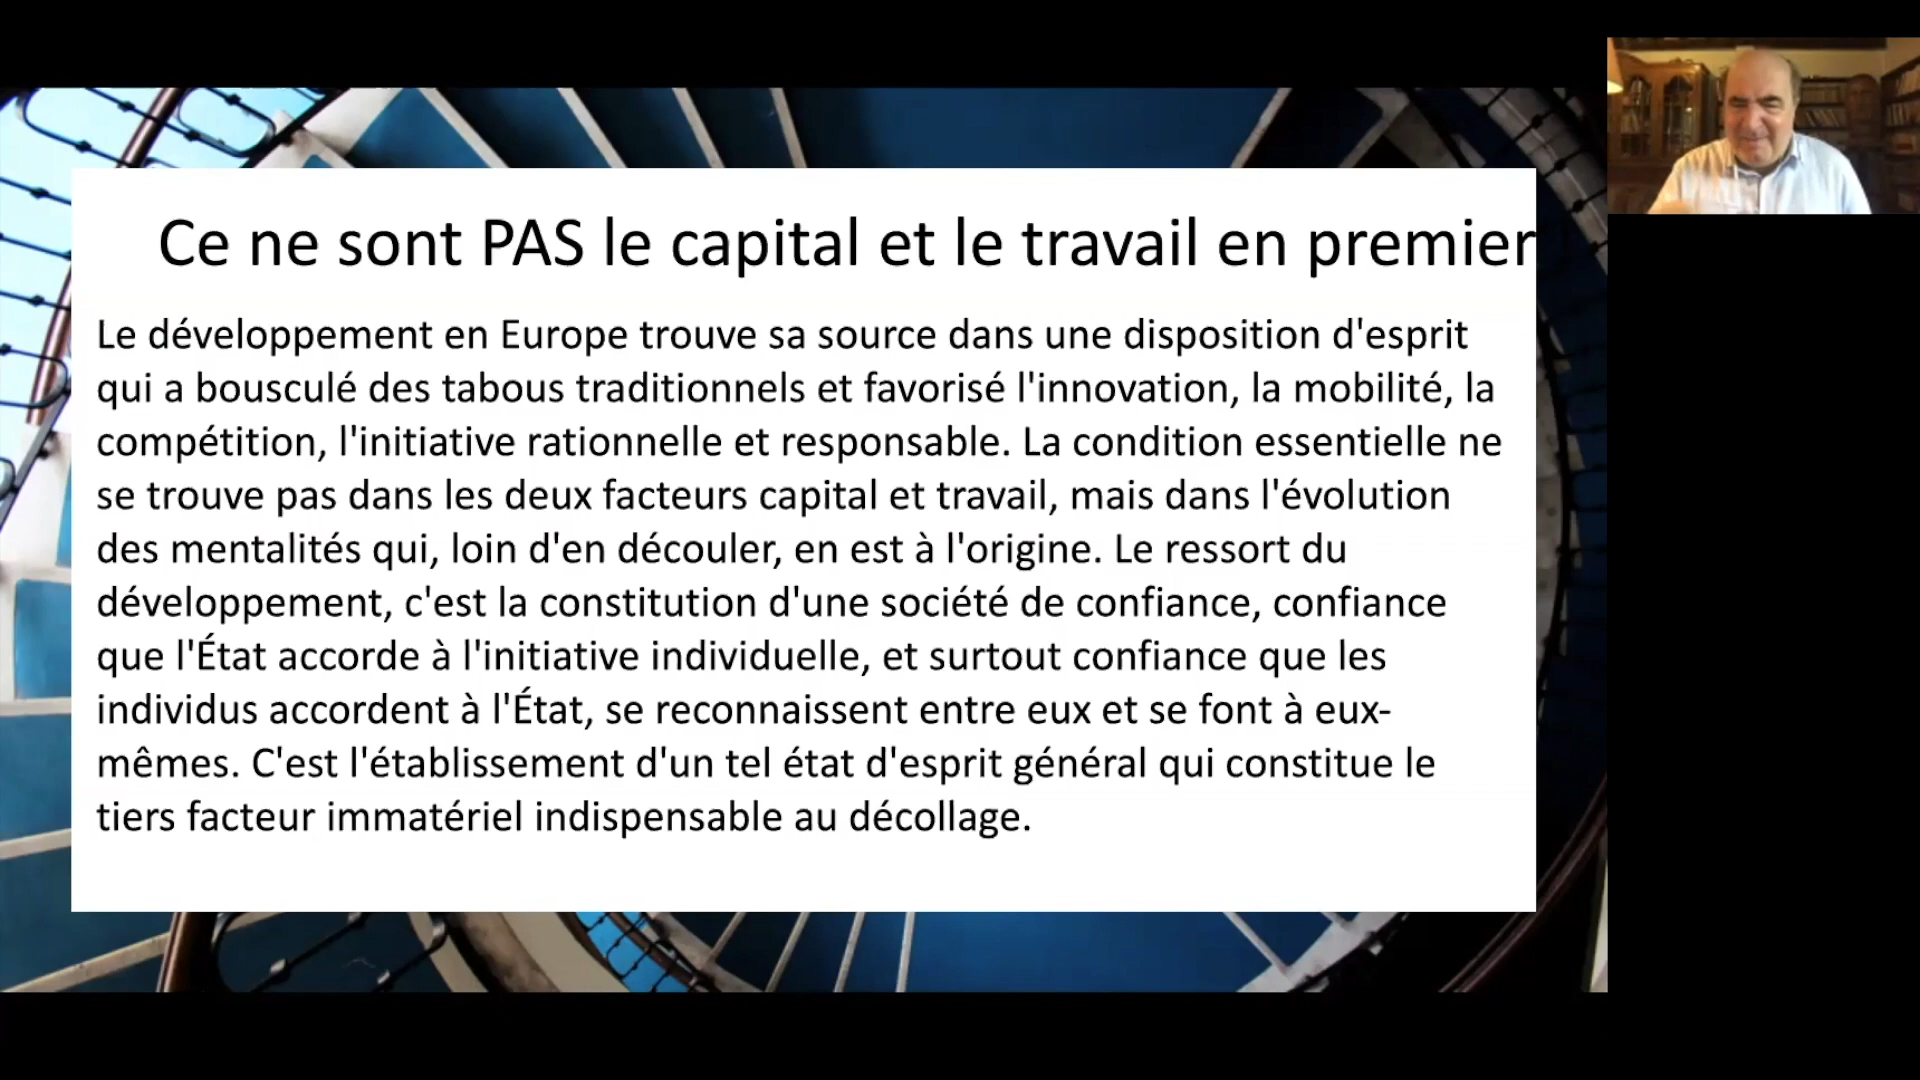 Ce ne sont PAS le capital et le travail en premier
Le développement en Europe trouve sa source dans une disposition d'esprit
qui a bousculé des tabous traditionnels et favorisé l'innovation, la mobilité, la
compétition, l'initiative rationnelle et responsable. La condition essentielle ne
se trouve pas dans les deux facteurs capital et travail, mais dans l'évolution
des mentalités qui, loin d'en découler, en est à l'origine. Le ressort du
développement, c'est la constitution d'une société de confiance, confiance
que l'État accorde à l'initiative individuelle, et surtout confiance que les
individus accordent à l'État, se reconnaissent entre eux et se font à eux-
mêmes. C'est l'établissement d'un tel état d'esprit général qui constitue le
tiers facteur immatériel indispensable au décollage.